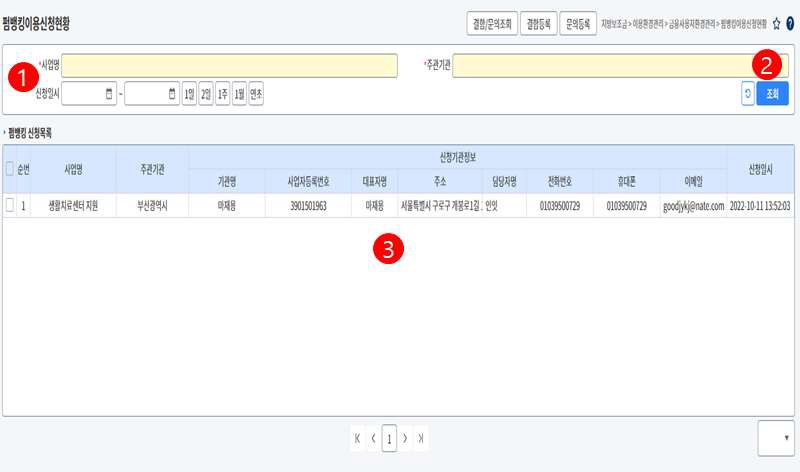 펌뱅킹이용신청현황
결함/문의조회 결함등록 문의등록 지방보조금 > 이용환경관리 > 금융사용자환경관리 > 펌뱅킹이용신청현황 ?
1 *사업명 *주관기관 2
신청일시 ~ 1일 2일 1주 1월 연초 조회
펌뱅킹 신청목록
순번 사업명 주관기관 신청기관정보 신청일시
기관명 사업자등록번호 대표자명 주소 담당자명 전화번호 휴대폰 이메일
1 생활치료센터 지원 부산광역시 마재용 3901501963 마재용 서울특별시 구로구 개봉로1길 인잇 01039500729 01039500729 goodjykj@nate.com 2022-10-11 13:52:03
3
1